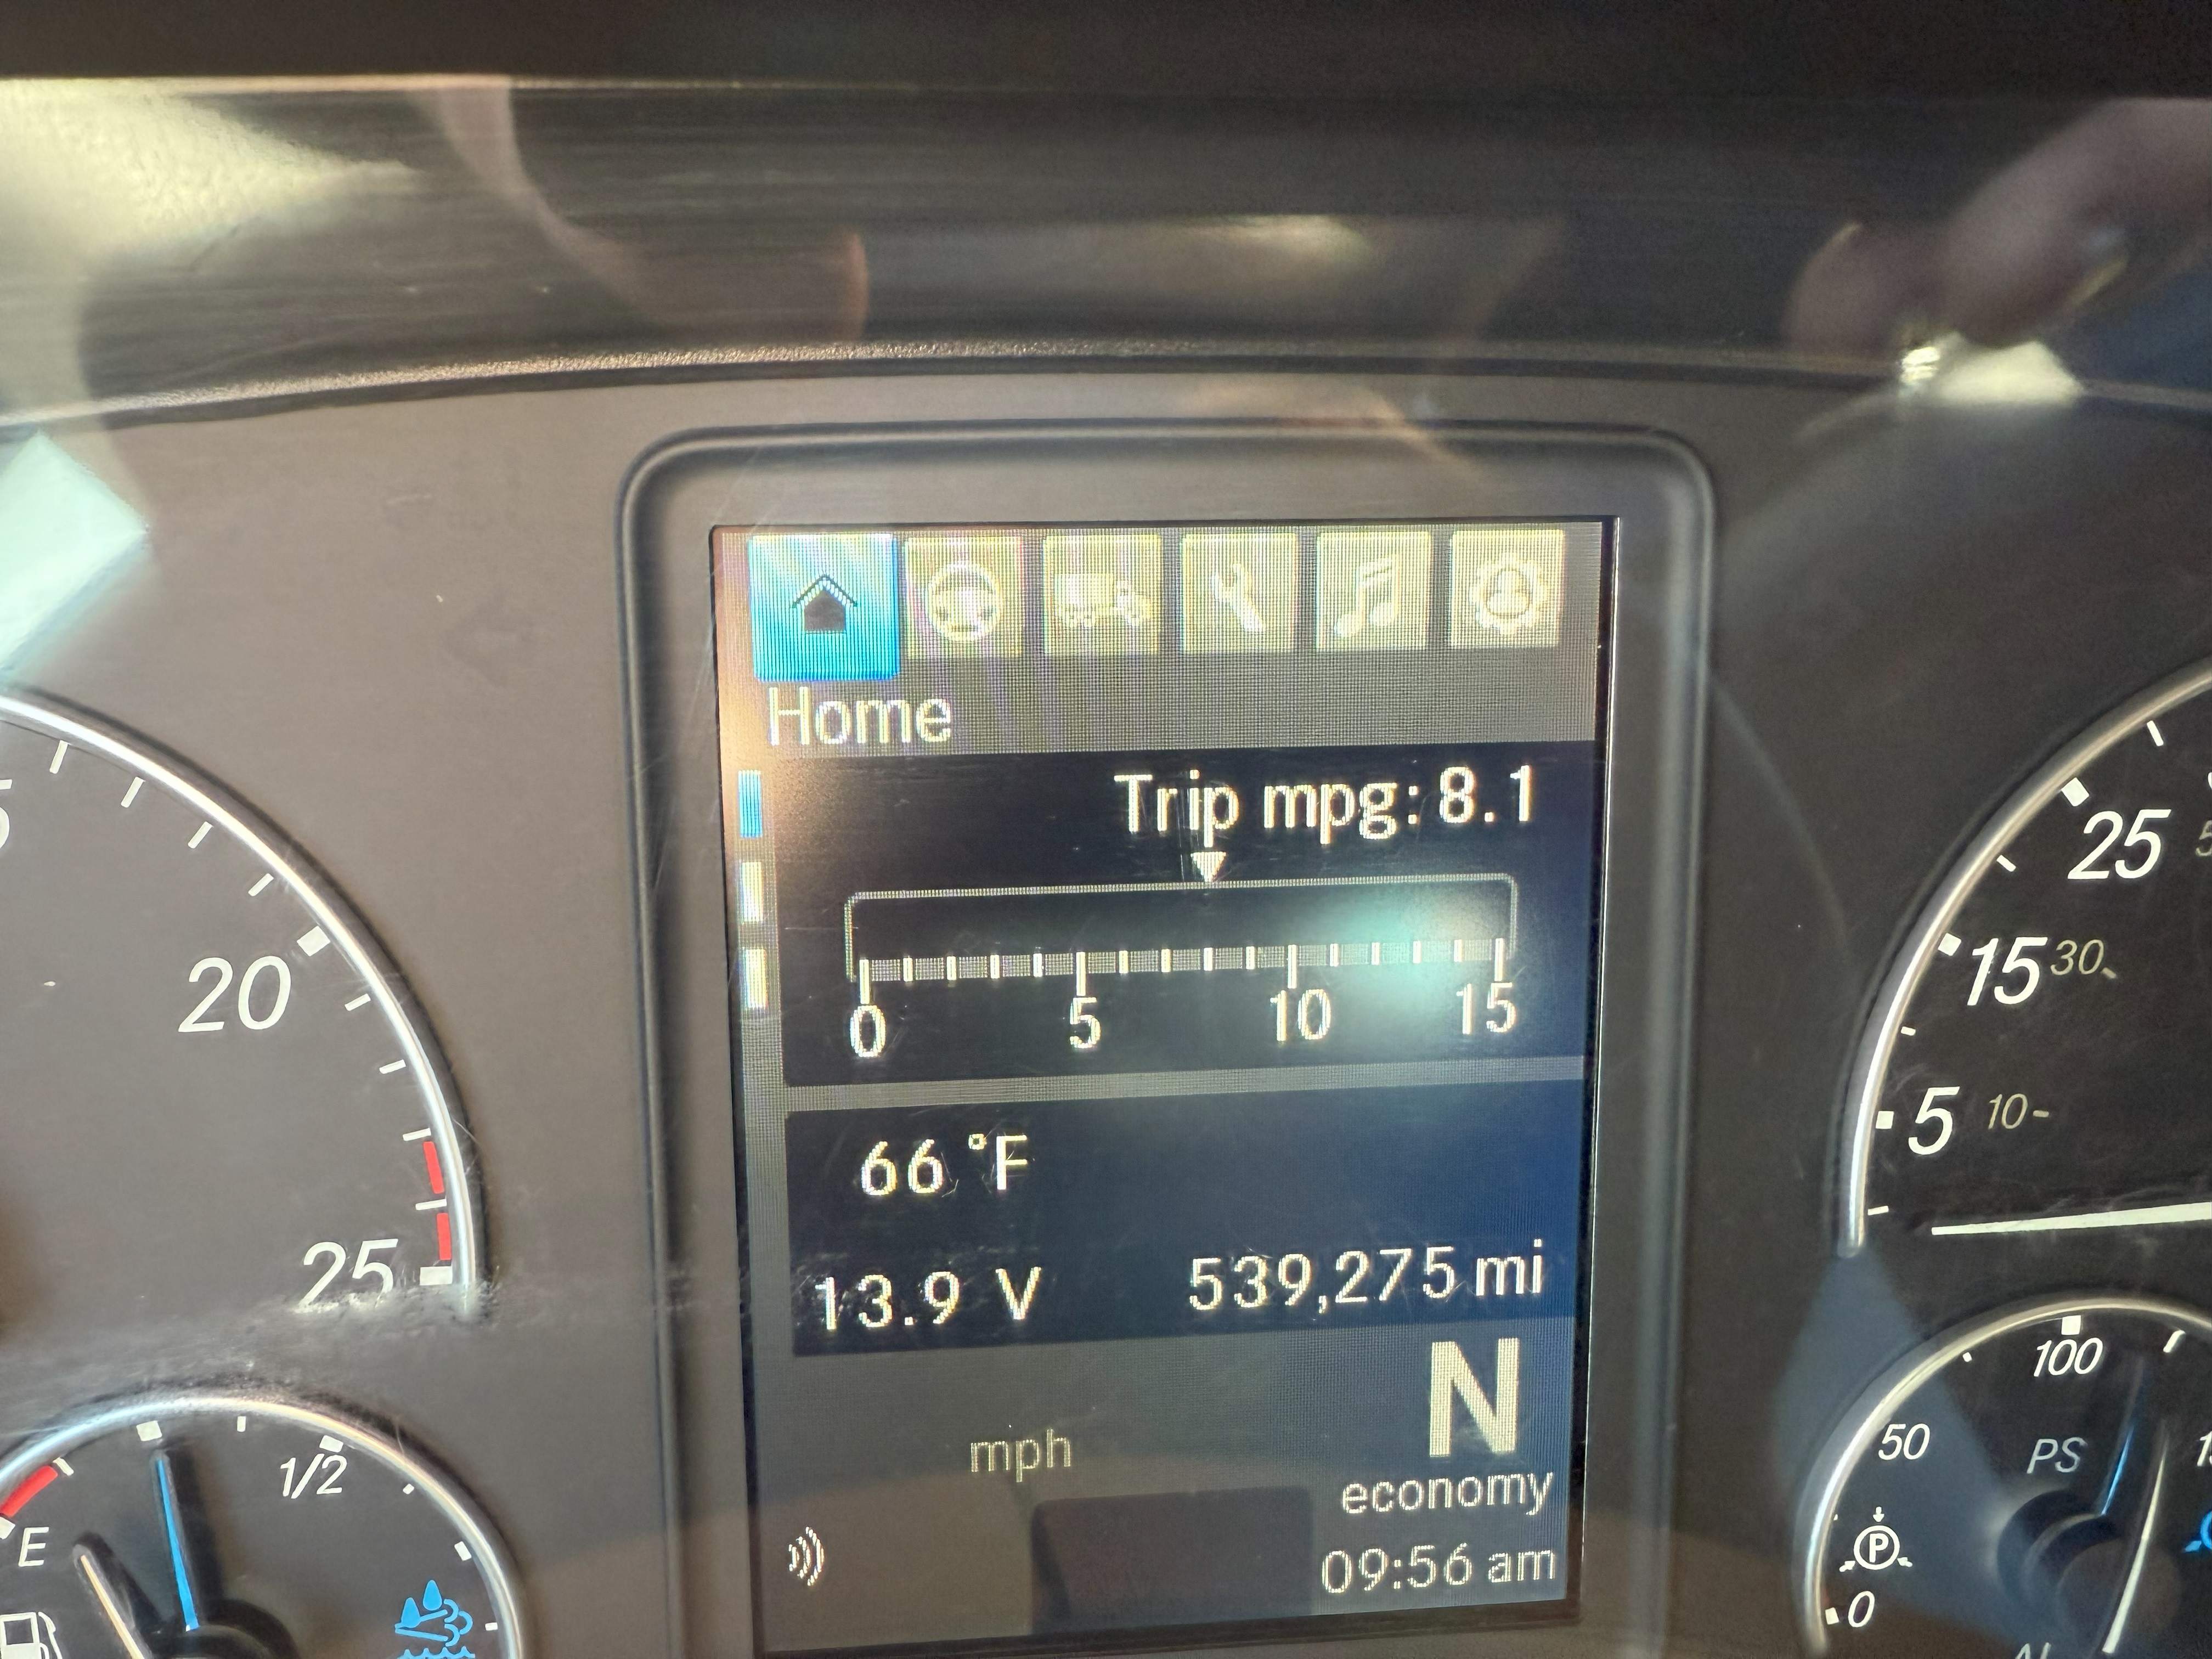 Home
Trip mpg: 8.1
0 5 10 15
66 °F
13.9 V 539,275 mi
N
mph
economy
09:56 am
20
25
1/2
E
25
15 30
5 10
100
50
PS
P
0